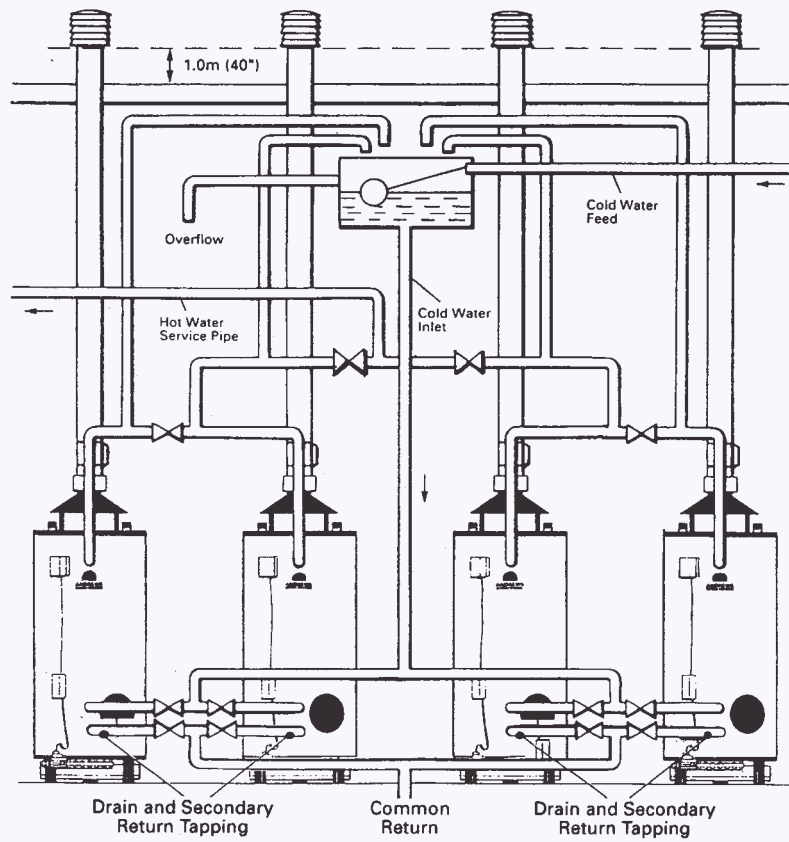 1.0m (40")
Cold Water
Feed
Overflow
Hot Water
Service Pipe
Cold Water
Inlet
Drain and Secondary
Return Tapping
Common
Return
Drain and Secondary
Return Tapping